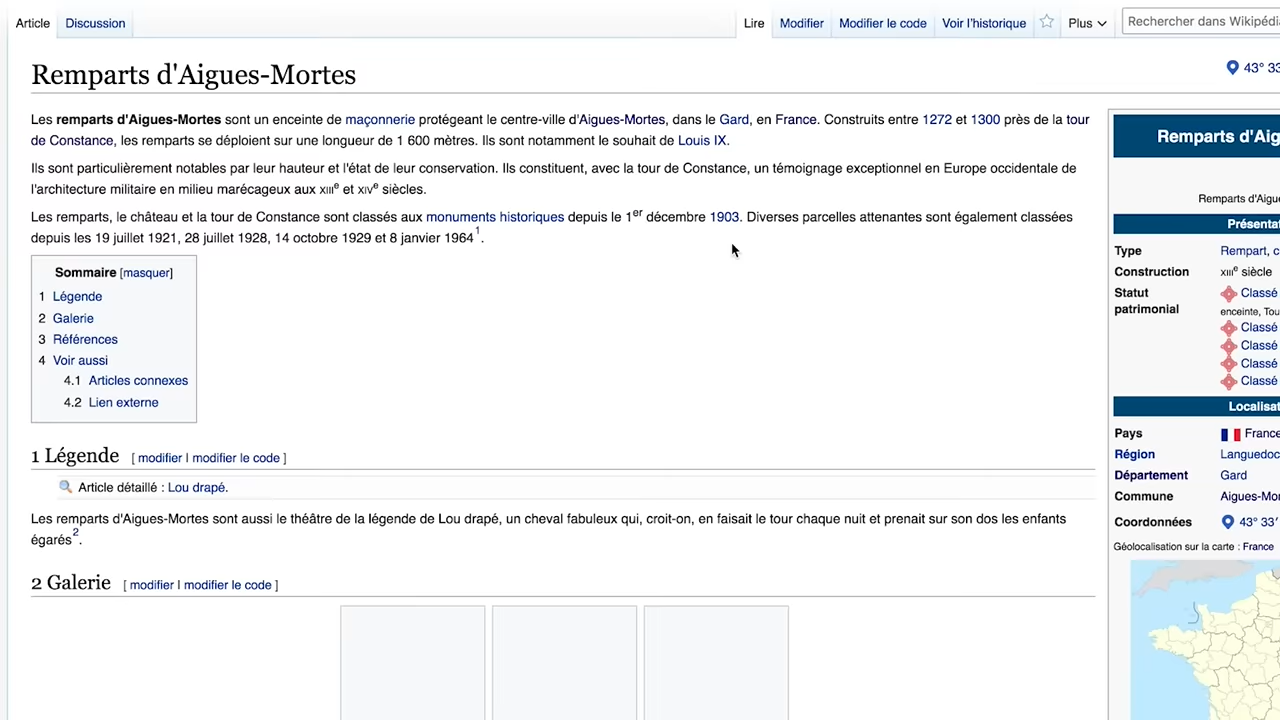 Article Discussion Lire Modifier Modifier le code Voir l'historique Plus Rechercher dans Wikipédi
Remparts d'Aigues-Mortes
43° 33
Les remparts d'Aigues-Mortes sont un enceinte de maçonnerie protégeant le centre-ville d'Aigues-Mortes, dans le Gard, en France. Construits entre 1272 et 1300 près de la tour
de Constance, les remparts se déploient sur une longueur de 1 600 mètres. Ils sont notamment le souhait de Louis IX.
Ils sont particulièrement notables par leur hauteur et l'état de leur conservation. Ils constituent, avec la tour de Constance, un témoignage exceptionnel en Europe occidentale de
l'architecture militaire en milieu marécageux aux XIIIe et XIVe siècles.
Les remparts, le château et la tour de Constance sont classés aux monuments historiques depuis le 1er décembre 1903. Diverses parcelles attenantes sont également classées
depuis les 19 juillet 1921, 28 juillet 1928, 14 octobre 1929 et 8 janvier 1964 1.
Sommaire [masquer]
1 Légende
2 Galerie
3 Références
4 Voir aussi
4.1 Articles connexes
4.2 Lien externe
1 Légende [ modifier | modifier le code ]
Article détaillé : Lou drapé.
Les remparts d'Aigues-Mortes sont aussi le théâtre de la légende de Lou drapé, un cheval fabuleux qui, croit-on, en faisait le tour chaque nuit et prenait sur son dos les enfants
égarés 2.
2 Galerie [ modifier | modifier le code ]
Remparts d'Aig
Remparts d'Aigue
Présentat
Type Rempart, c
Construction XIIIe siècle
Statut Classé
patrimonial enceinte, Tou
Classé
Classé
Classé
Classé
Localisat
Pays France
Région Languedoc
Département Gard
Commune Aigues-Mor
Coordonnées 43° 33′
Géolocalisation sur la carte : France